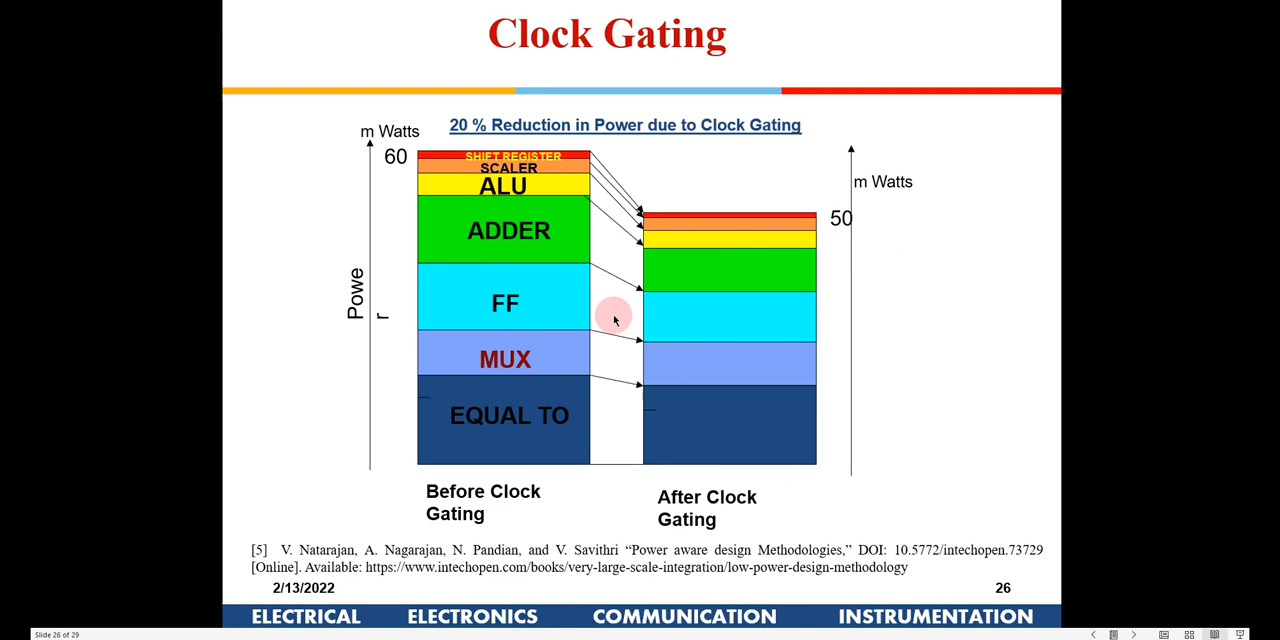 Clock Gating
20 % Reduction in Power due to Clock Gating
m Watts
60
SHIFT REGISTER
SCALER
ALU
ADDER
FF
MUX
EQUAL TO
Powe
r
m Watts
50
Before Clock
Gating
After Clock
Gating
[5] V. Natarajan, A. Nagarajan, N. Pandian, and V. Savithri “Power aware design Methodologies,” DOI: 10.5772/intechopen.73729
[Online]. Available: https://www.intechopen.com/books/very-large-scale-integration/low-power-design-methodology
2/13/2022
26
ELECTRICAL ELECTRONICS COMMUNICATION INSTRUMENTATION
Slide 26 of 29